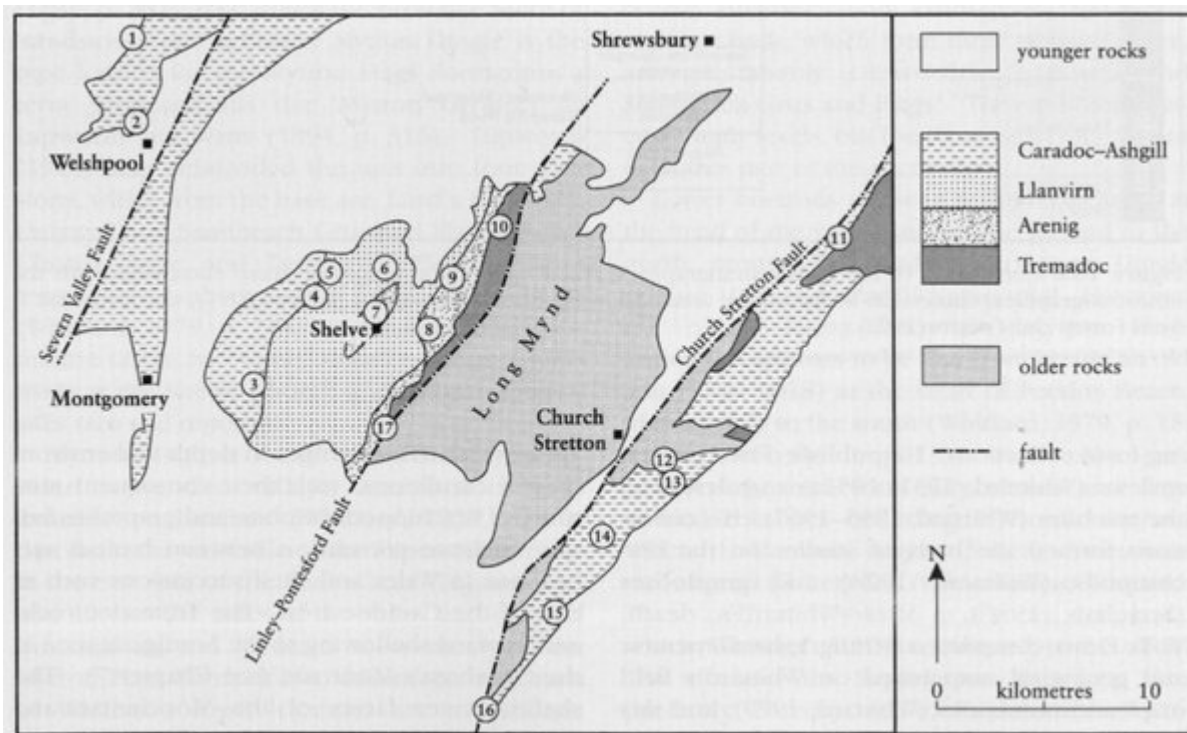 1
2
Welshpool
Severn Valley Fault
Montgomery
3
4
5
6
7
Shelve
8
9
10
17
Linley–Pontesford Fault
Long Mynd
Shrewsbury
Church Stretton Fault
11
Church
Stretton
12
13
14
15
16
younger rocks
Caradoc–Ashgill
Llanvirn
Arenig
Tremadoc
older rocks
fault
N
0 kilometres 10